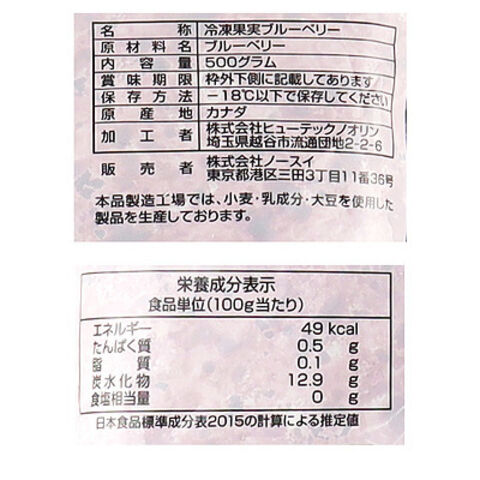 名称 冷凍果実ブルーベリー
原材料名 ブルーベリー
内容量 500グラム
賞味期限 枠外下側に記載してあります
保存方法 －18℃以下で保存してください
原産地 カナダ
加工者 株式会社ヒューテックノオリン
埼玉県越谷市流通団地2-2-6
販売者 株式会社ノースイ
東京都港区三田3丁目11番36号
本品製造工場では、小麦・乳成分・大豆を使用した
製品を生産しております。
栄養成分表示
食品単位(100g当たり)
エネルギー 49 kcal
たんぱく質 0.5 g
脂質 0.1 g
炭水化物 12.9 g
食塩相当量 0 g
日本食品標準成分表2015の計算による推定値